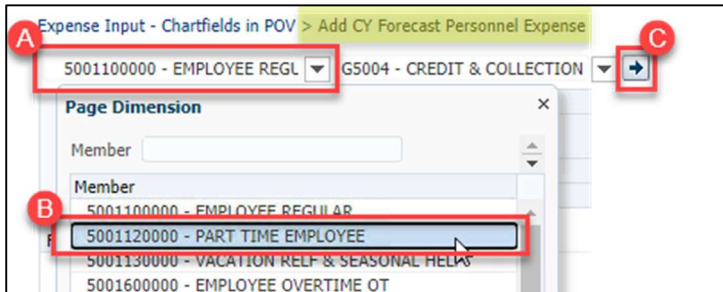 Expense Input - Chartfields in POV > Add CY Forecast Personnel Expense
A
C
5001100000 - EMPLOYEE REGL G5004 - CREDIT & COLLECTION
Page Dimension
Member
Member
B
5001100000 - EMPLOYEE REGULAR
5001120000 - PART TIME EMPLOYEE
5001130000 - VACATION RELF & SEASONAL HELP
5001600000 - EMPLOYEE OVERTIME OT